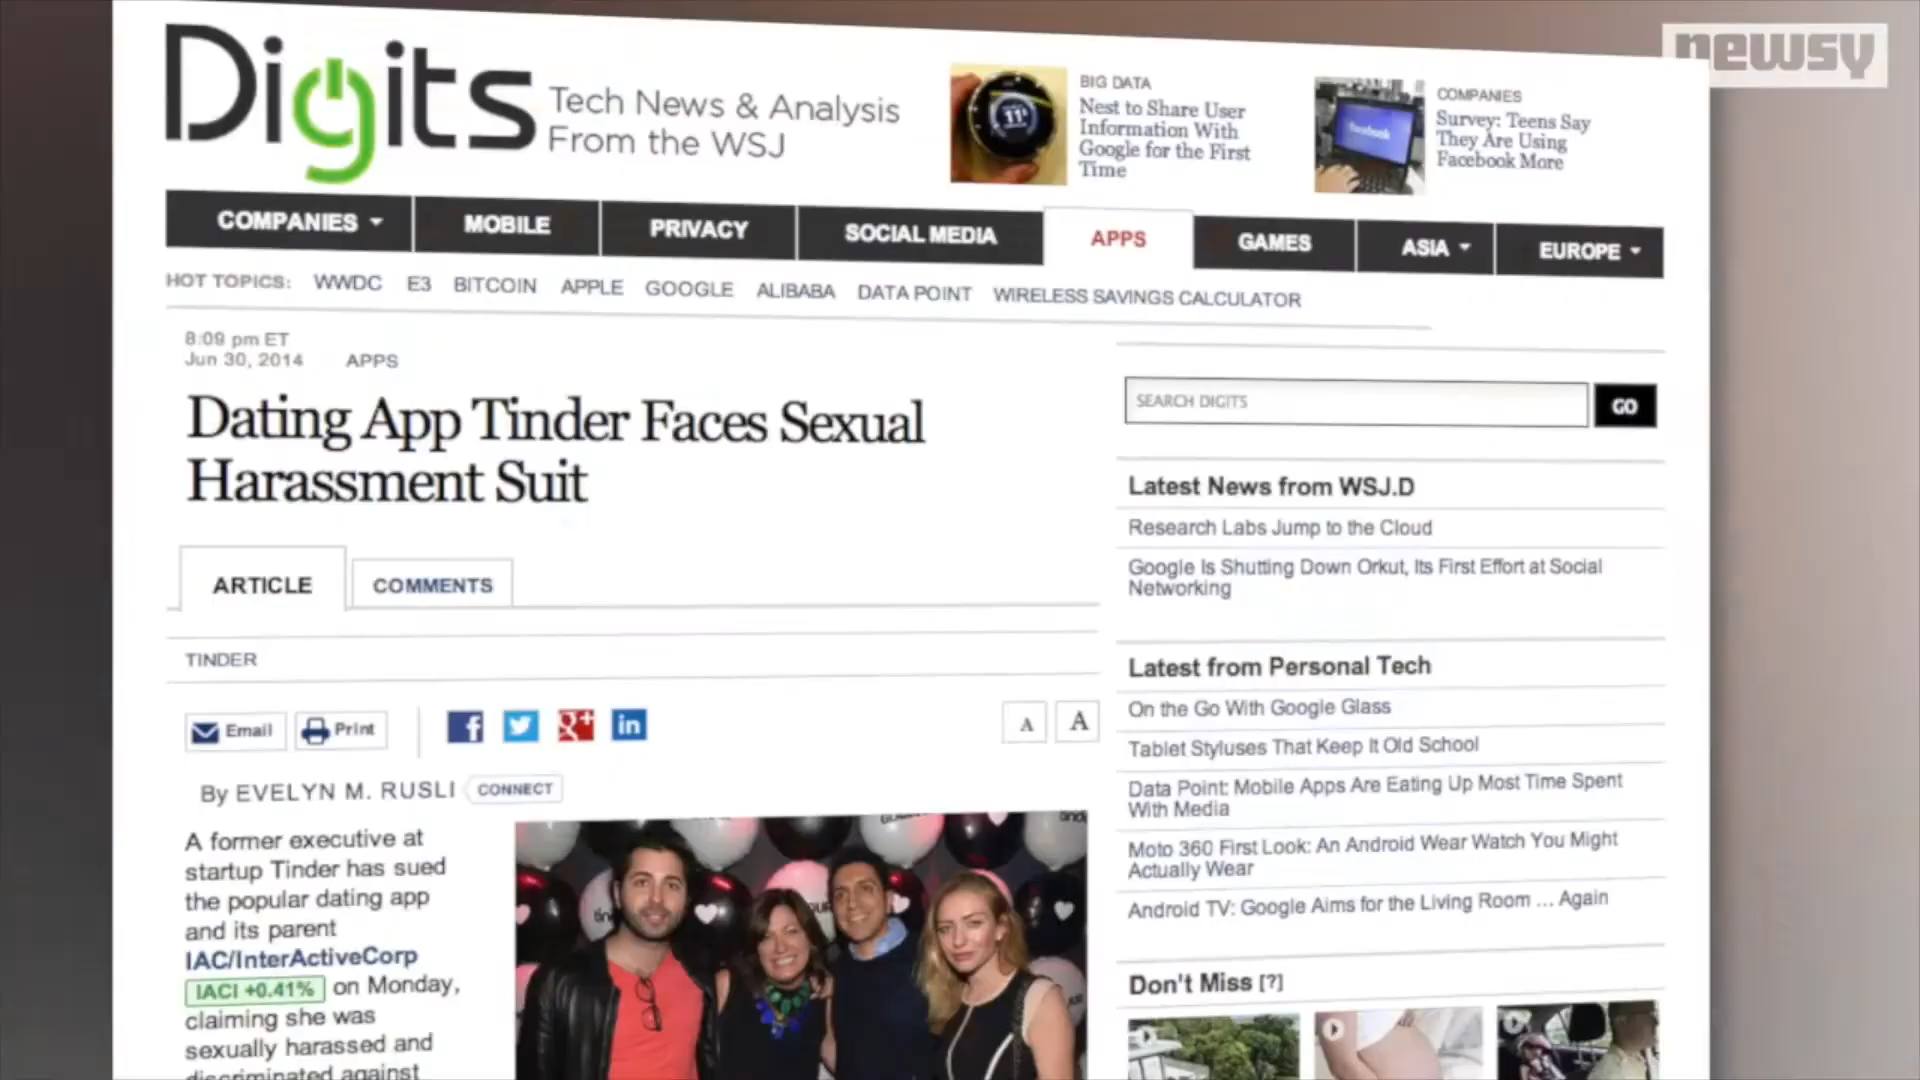 newsy
Digits
Tech News & Analysis
From the WSJ
BIG DATA
Nest to Share User
Information With
Google for the First
Time
COMPANIES
Survey: Teens Say
They Are Using
Facebook More
COMPANIES
MOBILE
PRIVACY
SOCIAL MEDIA
APPS
GAMES
ASIA
EUROPE
HOT TOPICS: WWDC E3 BITCOIN APPLE GOOGLE ALIBABA DATA POINT WIRELESS SAVINGS CALCULATOR
8:09 pm ET
Jun 30, 2014 APPS
Dating App Tinder Faces Sexual
Harassment Suit
ARTICLE
COMMENTS
TINDER
Email
Print
f
g+
in
A
A
By EVELYN M. RUSLI CONNECT
A former executive at
startup Tinder has sued
the popular dating app
and its parent
IAC/InterActiveCorp
IACI +0.41% on Monday,
claiming she was
sexually harassed and
discriminated against
SEARCH DIGITS
GO
Latest News from WSJ.D
Research Labs Jump to the Cloud
Google Is Shutting Down Orkut, Its First Effort at Social
Networking
Latest from Personal Tech
On the Go With Google Glass
Tablet Styluses That Keep It Old School
Data Point: Mobile Apps Are Eating Up Most Time Spent
With Media
Moto 360 First Look: An Android Wear Watch You Might
Actually Wear
Android TV: Google Aims for the Living Room ... Again
Don't Miss [?]